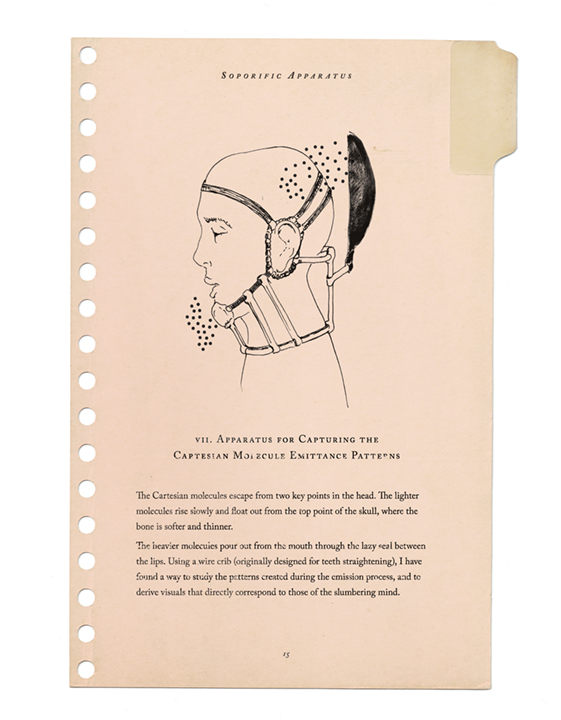 Soporific Apparatus
vii. Apparatus for Capturing the
Cartesian Molecule Emittance Patterns
The Cartesian molecules escape from two key points in the head. The lighter
molecules rise slowly and float out from the top point of the skull, where the
bone is softer and thinner.
The heavier molecules pour out from the mouth through the lazy seal between
the lips. Using a wire crib (originally designed for teeth straightening), I have
found a way to study the patterns created during the emission process, and to
derive visuals that directly correspond to those of the slumbering mind.
15